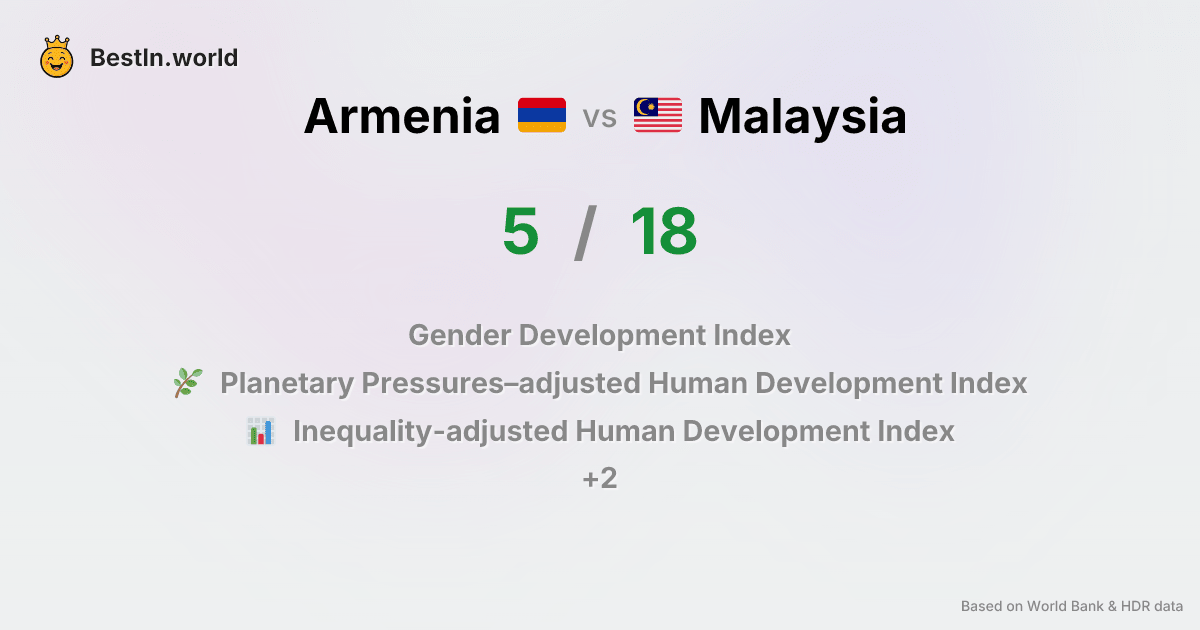 BestIn.world
Armenia vs Malaysia
5 / 18
Gender Development Index
Planetary Pressures–adjusted Human Development Index
Inequality-adjusted Human Development Index
+2
Based on World Bank & HDR data